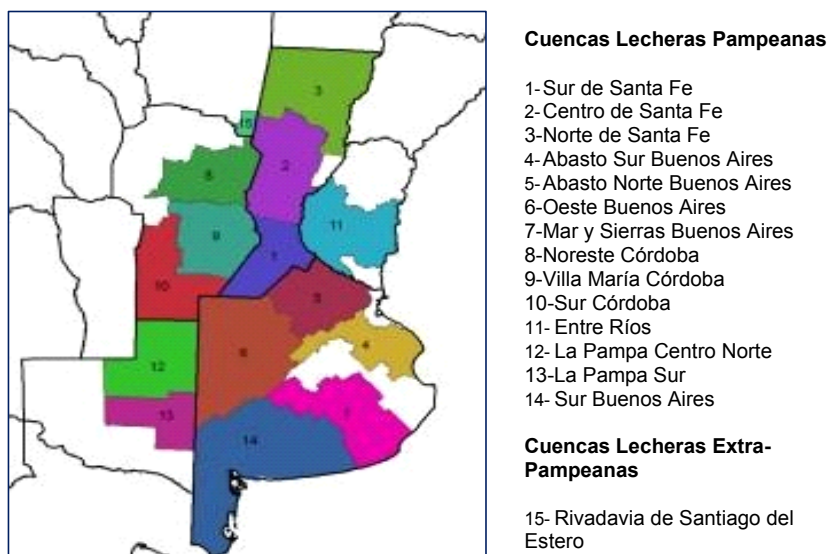 Cuencas Lecheras Pampeanas
1-Sur de Santa Fe
2-Centro de Santa Fe
3-Norte de Santa Fe
4-Abasto Sur Buenos Aires
5-Abasto Norte Buenos Aires
6-Oeste Buenos Aires
7-Mar y Sierras Buenos Aires
8-Noreste Córdoba
9-Villa María Córdoba
10-Sur Córdoba
11- Entre Ríos
12- La Pampa Centro Norte
13-La Pampa Sur
14- Sur Buenos Aires
Cuencas Lecheras Extra-
Pampeanas
15- Rivadavia de Santiago del
Estero
3
15
2
8
11
9
1
10
5
4
6
12
7
13
14